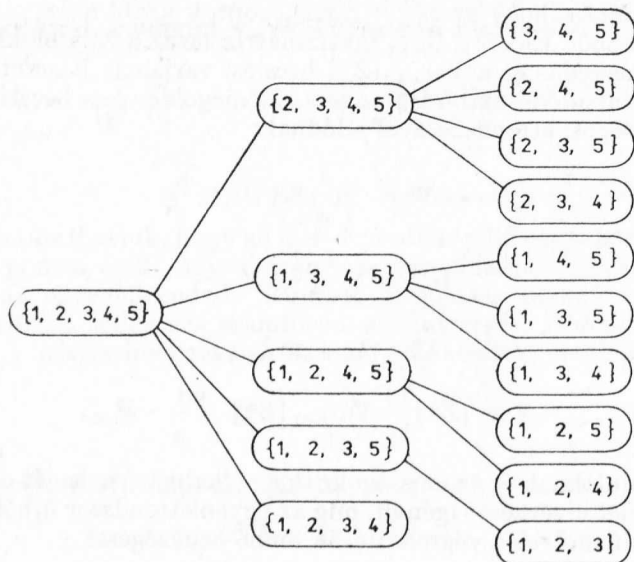 {3, 4, 5}
{2, 3, 4, 5}
{2, 4, 5}
{2, 3, 5}
{2, 3, 4}
{1, 4, 5}
{1, 3, 4, 5}
{1, 2, 3, 4, 5}
{1, 3, 5}
{1, 3, 4}
{1, 2, 4, 5}
{1, 2, 5}
{1, 2, 3, 5}
{1, 2, 4}
{1, 2, 3, 4}
{1, 2, 3}